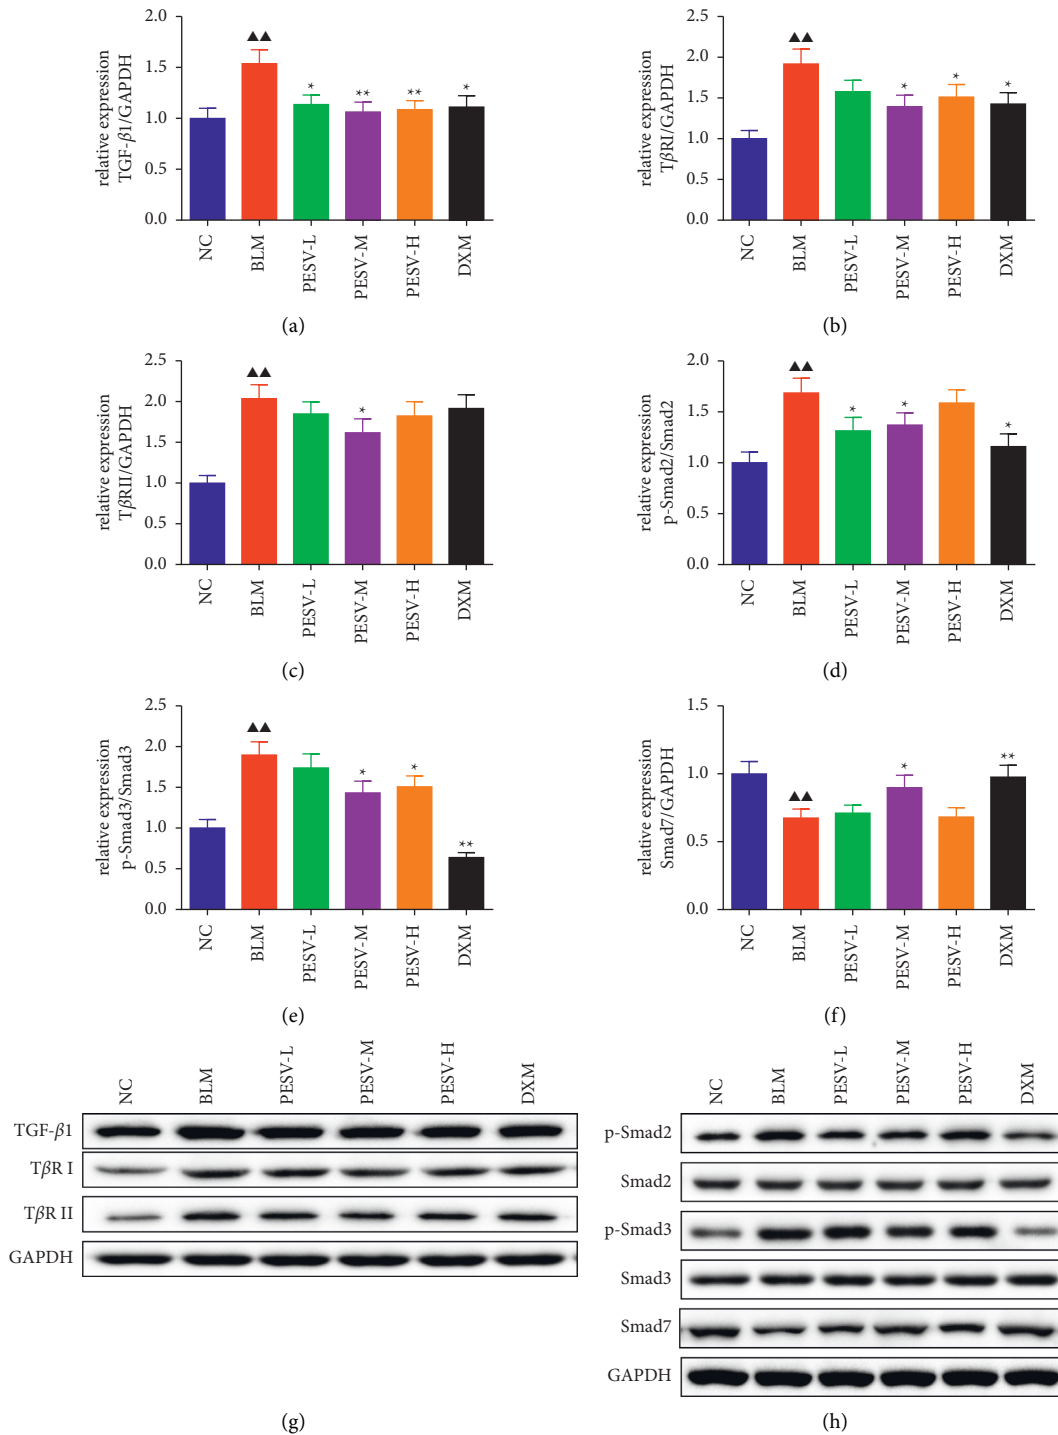 relative expression
TGF-β1/GAPDH
2.0
1.5
1.0
0.5
0.0
▲▲
*
**
**
*
NC
BLM
PESV-L
PESV-M
PESV-H
DXM
(a)
relative expression
TβRI/GAPDH
2.5
2.0
1.5
1.0
0.5
0.0
▲▲
*
*
*
NC
BLM
PESV-L
PESV-M
PESV-H
DXM
(b)
relative expression
TβRII/GAPDH
2.5
2.0
1.5
1.0
0.5
0.0
▲▲
*
NC
BLM
PESV-L
PESV-M
PESV-H
DXM
(c)
relative expression
p-Smad2/Smad2
2.0
1.5
1.0
0.5
0.0
▲▲
*
*
*
NC
BLM
PESV-L
PESV-M
PESV-H
DXM
(d)
relative expression
p-Smad3/Smad3
2.5
2.0
1.5
1.0
0.5
0.0
▲▲
*
*
**
NC
BLM
PESV-L
PESV-M
PESV-H
DXM
(e)
relative expression
Smad7/GAPDH
1.5
1.0
0.5
0.0
▲▲
*
**
NC
BLM
PESV-L
PESV-M
PESV-H
DXM
(f)
NC
BLM
PESV-L
PESV-M
PESV-H
DXM
TGF-β1
TβR I
TβR II
GAPDH
(g)
NC
BLM
PESV-L
PESV-M
PESV-H
DXM
p-Smad2
Smad2
p-Smad3
Smad3
Smad7
GAPDH
(h)